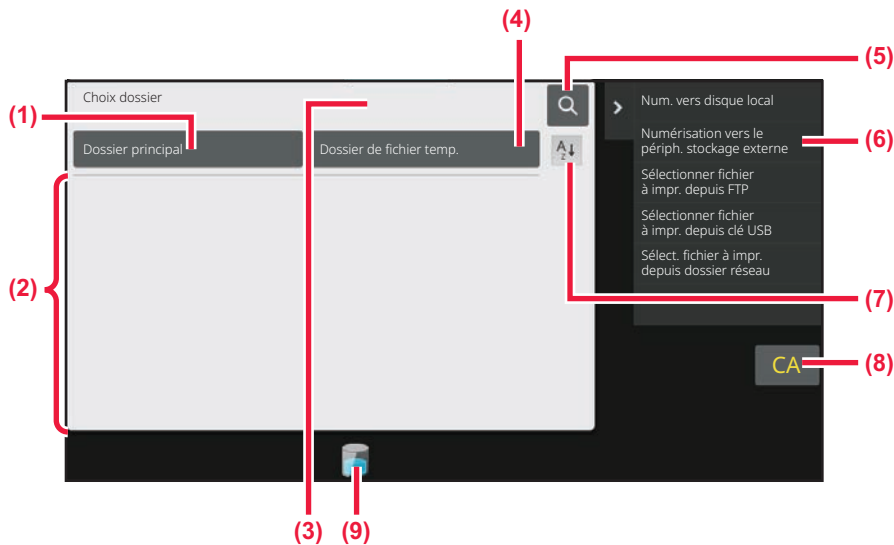 (4)
(5)
Choix dossier
Num. vers disque local
(1)
Dossier principal
Dossier de fichier temp.
A
Z
Numérisation vers le
périph. stockage externe
(6)
Sélectionner fichier
à impr. depuis FTP
Sélectionner fichier
à impr. depuis clé USB
Sélect. fichier à impr.
depuis dossier réseau
(2)
(7)
CA
(8)
(3)
(9)